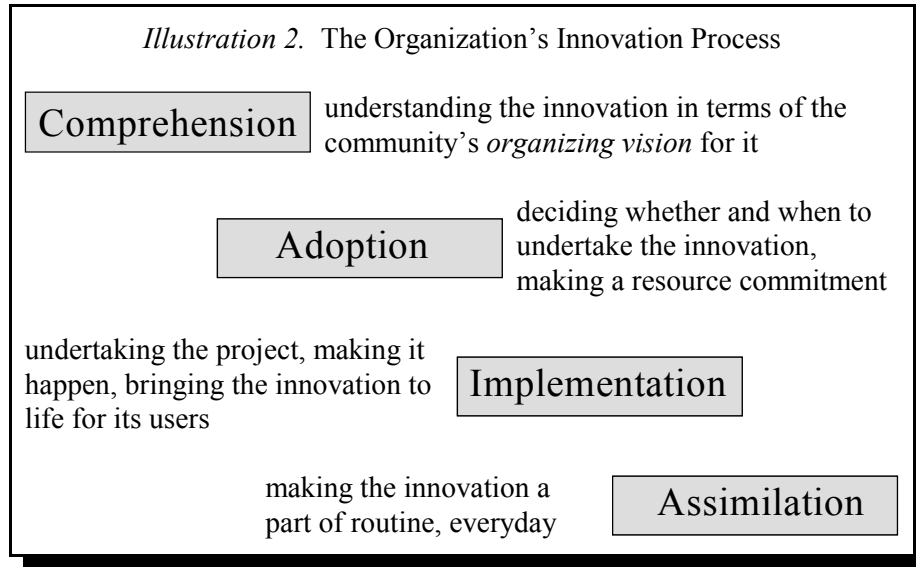 Illustration 2. The Organization’s Innovation Process
Comprehension
understanding the innovation in terms of the
community’s organizing vision for it
Adoption
deciding whether and when to
undertake the innovation,
making a resource commitment
undertaking the project, making it
happen, bringing the innovation to
life for its users
Implementation
making the innovation a
part of routine, everyday
Assimilation